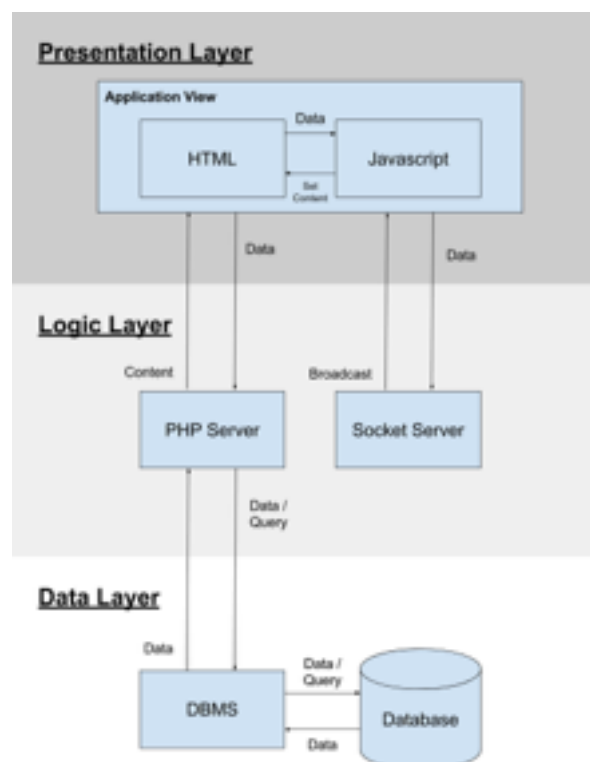 Presentation Layer
Application View
Data
HTML
Javascript
Set
Content
Data
Data
Logic Layer
Content
Broadcast
PHP Server
Socket Server
Data /
Query
Data Layer
Data
Data /
Query
DBMS
Database
Data